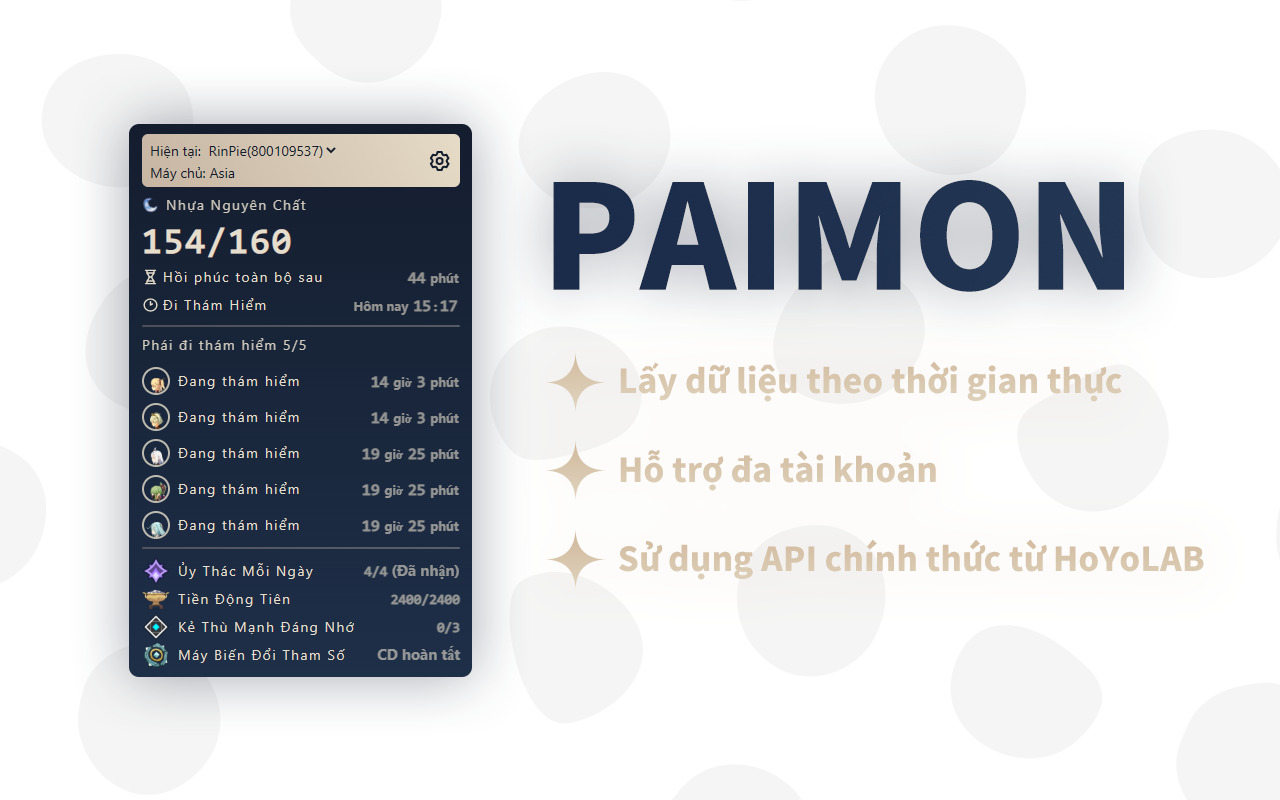 Hiện tại: RinPie(800109537)
Máy chủ: Asia
Nhựa Nguyên Chất
154/160
Hồi phúc toàn bộ sau 44 phút
Đi Thám Hiểm Hôm nay 15:17
Phái đi thám hiểm 5/5
Đang thám hiểm 14 giờ 3 phút
Đang thám hiểm 14 giờ 3 phút
Đang thám hiểm 19 giờ 25 phút
Đang thám hiểm 19 giờ 25 phút
Đang thám hiểm 19 giờ 25 phút
Ủy Thác Mỗi Ngày 4/4 (Đã nhận)
Tiền Động Tiên 2400/2400
Kẻ Thù Mạnh Đáng Nhớ 0/3
Máy Biến Đổi Tham Số CD hoàn tất
PAIMON
Lấy dữ liệu theo thời gian thực
Hỗ trợ đa tài khoản
Sử dụng API chính thức từ HoYoLAB